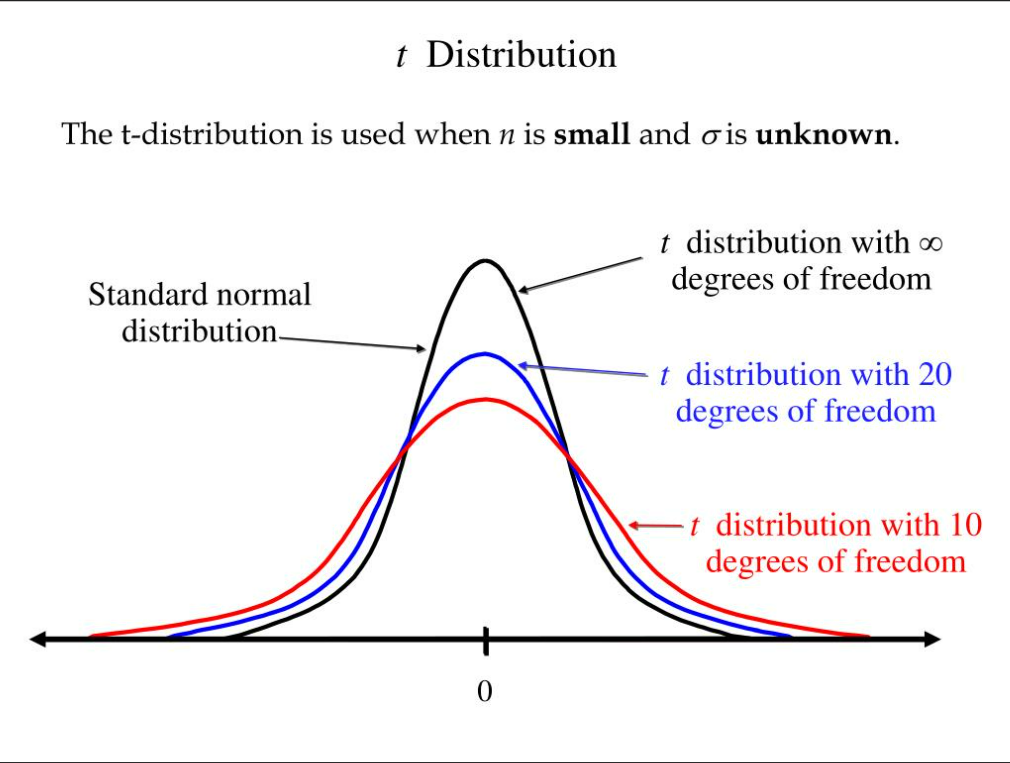 t Distribution
The t-distribution is used when n is small and σ is unknown.
t distribution with ∞
degrees of freedom
Standard normal
distribution
t distribution with 20
degrees of freedom
t distribution with 10
degrees of freedom
0